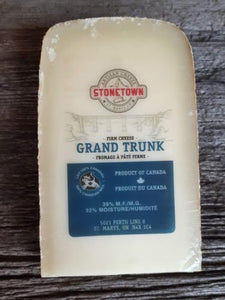 ARTISAN CHEESE
STONETOWN
FIRM CHEESE
GRAND TRUNK
FROMAGE À PÂTÉ FERME
PRODUCT OF CANADA
PRODUIT DU CANADA
39% M.F./M.G.
32% MOISTURE/HUMIDITÉ
5021 PERTH LINE 8
ST. MARYS, ON N4X 1C4